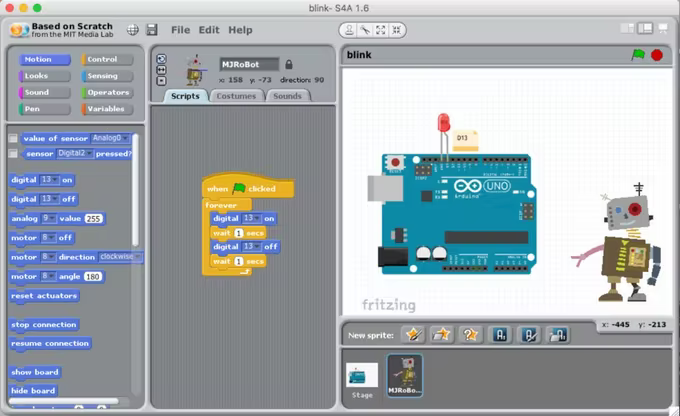 blink- S4A 1.6
Based on Scratch
from the MIT Media Lab
File Edit Help
Motion Control
Looks Sensing
Sound Operators
Pen Variables
value of sensor Analog0
sensor Digital2 pressed?
digital 13 on
digital 13 off
analog 9 value 255
motor 8 off
motor 8 direction clockwise
motor 8 angle 180
reset actuators
stop connection
resume connection
show board
hide board
MJRoBot
x: 158 y: -73 direction: 90
Scripts Costumes Sounds
when clicked
forever
digital 13 on
wait 1 secs
digital 13 off
wait 1 secs
blink
D13
UNO
fritzing
x: -445 y: -213
New sprite:
Stage
MJRoBo...